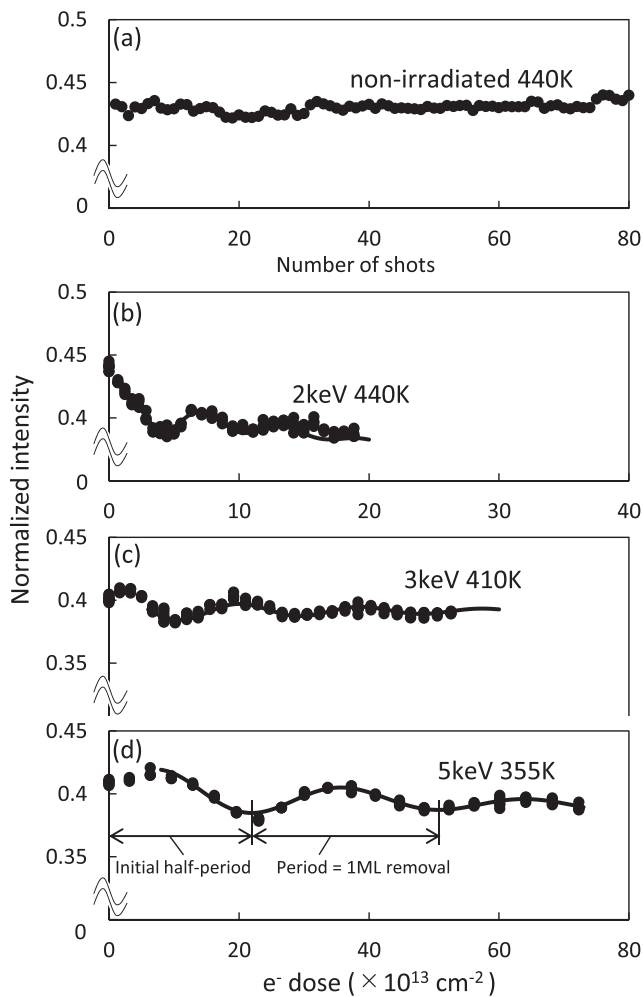 0.5
(a)
0.45
non-irradiated 440K
0.4
0
0 20 40 60 80
Number of shots
0.5
(b)
0.45
2keV 440K
0.4
0
0 10 20 30 40
Normalized intensity
0.45
(c)
3keV 410K
0.4
0.35
0.45
(d)
5keV 355K
0.4
Initial half-period Period = 1ML removal
0.35
0
0 20 40 60 80
e⁻ dose ( × 10¹³ cm⁻²)